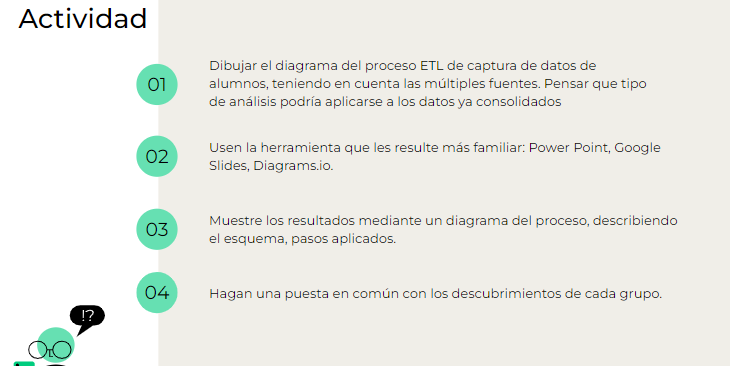 Actividad
01
Dibujar el diagrama del proceso ETL de captura de datos de
alumnos, teniendo en cuenta las múltiples fuentes. Pensar que tipo
de análisis podría aplicarse a los datos ya consolidados
02
Usen la herramienta que les resulte más familiar: Power Point, Google
Slides, Diagrams.io.
03
Muestre los resultados mediante un diagrama del proceso, describiendo
el esquema, pasos aplicados.
04
Hagan una puesta en común con los descubrimientos de cada grupo.
!?